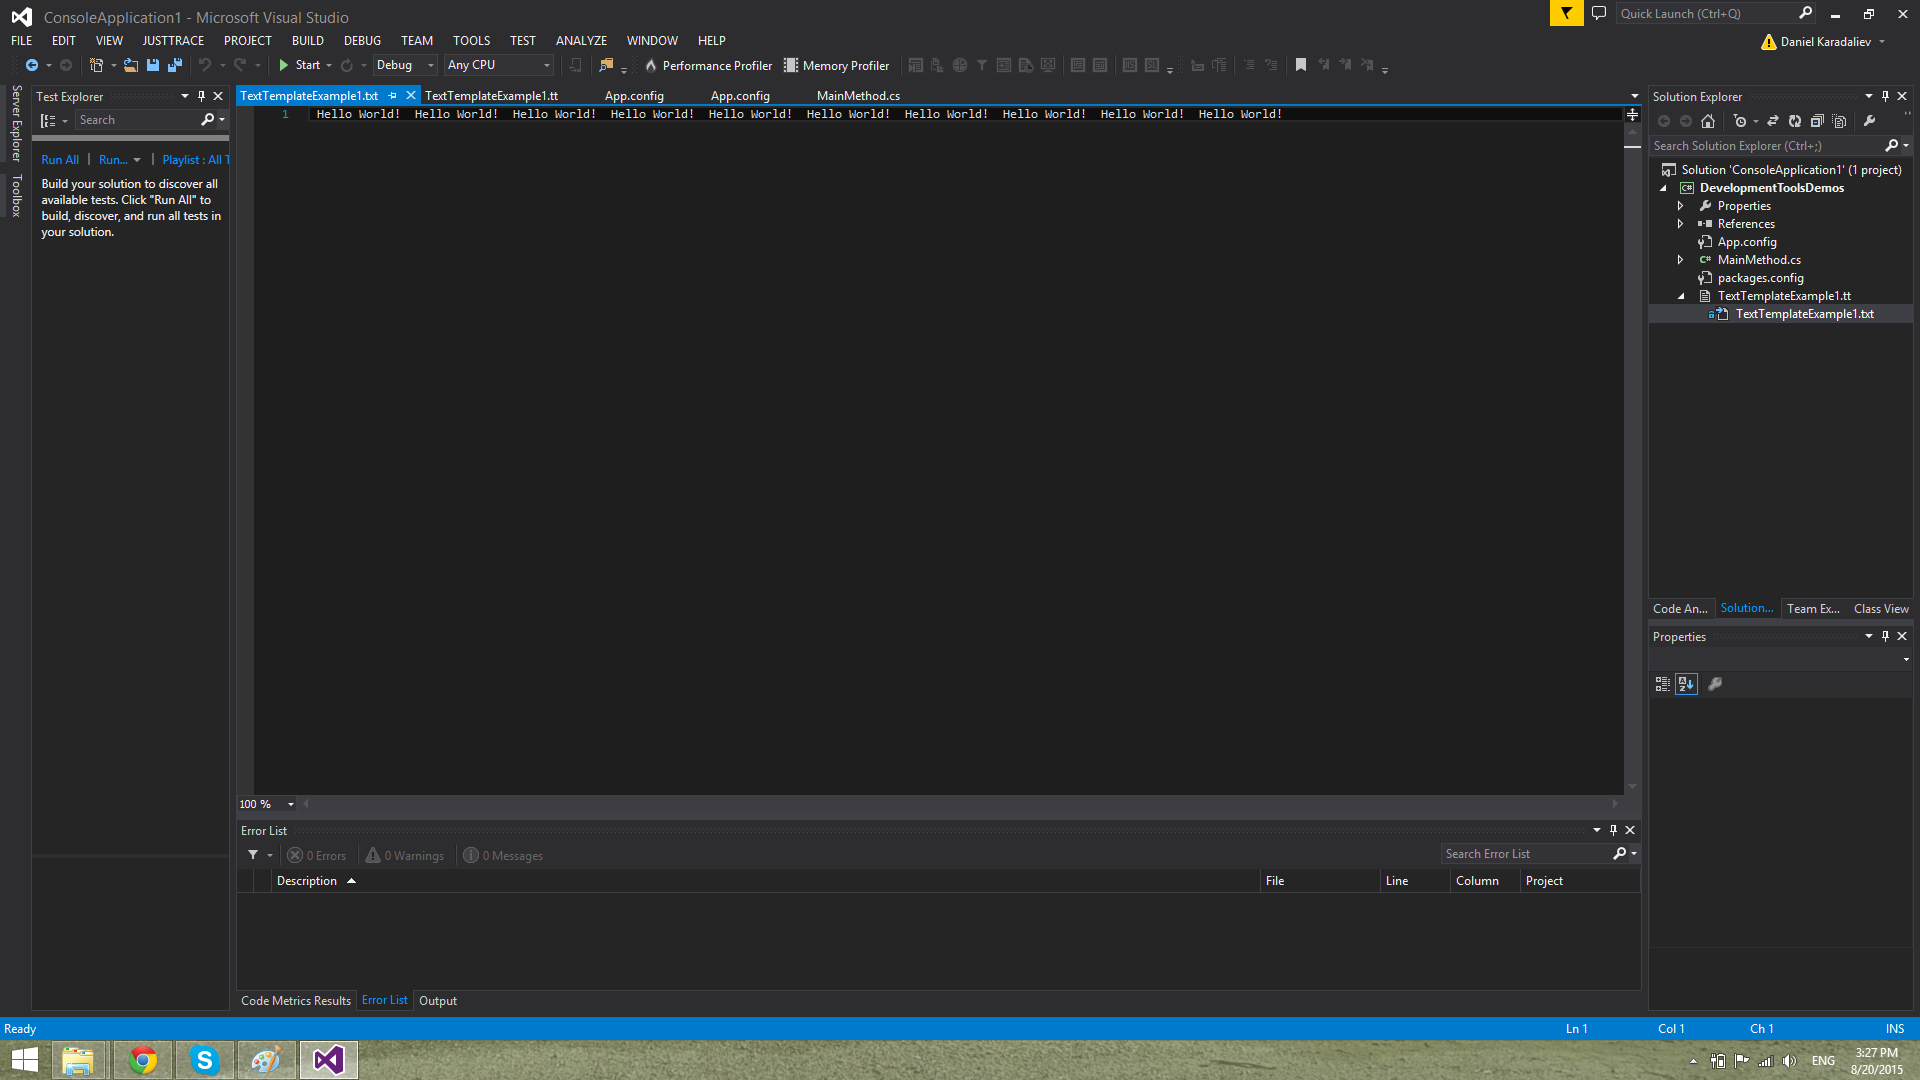 ConsoleApplication1 - Microsoft Visual Studio
Quick Launch (Ctrl+Q)
FILE EDIT VIEW JUSTTRACE PROJECT BUILD DEBUG TEAM TOOLS TEST ANALYZE WINDOW HELP
Daniel Karadaliev
Start Debug Any CPU Performance Profiler Memory Profiler
Server Explorer
Toolbox
Test Explorer
Search
Run All | Run... | Playlist : All T
Build your solution to discover all
available tests. Click "Run All" to
build, discover, and run all tests in
your solution.
TextTemplateExample1.txt TextTemplateExample1.tt App.config App.config MainMethod.cs
1 Hello World! Hello World! Hello World! Hello World! Hello World! Hello World! Hello World! Hello World! Hello World! Hello World!
100 %
Error List
0 Errors 0 Warnings 0 Messages
Search Error List
Description File Line Column Project
Code Metrics Results Error List Output
Solution Explorer
Search Solution Explorer (Ctrl+;)
Solution 'ConsoleApplication1' (1 project)
C# DevelopmentToolsDemos
Properties
References
App.config
C# MainMethod.cs
packages.config
TextTemplateExample1.tt
TextTemplateExample1.txt
Code An... Solution... Team Ex... Class View
Properties
Ready Ln 1 Col 1 Ch 1 INS
ENG
3:27 PM
8/20/2015